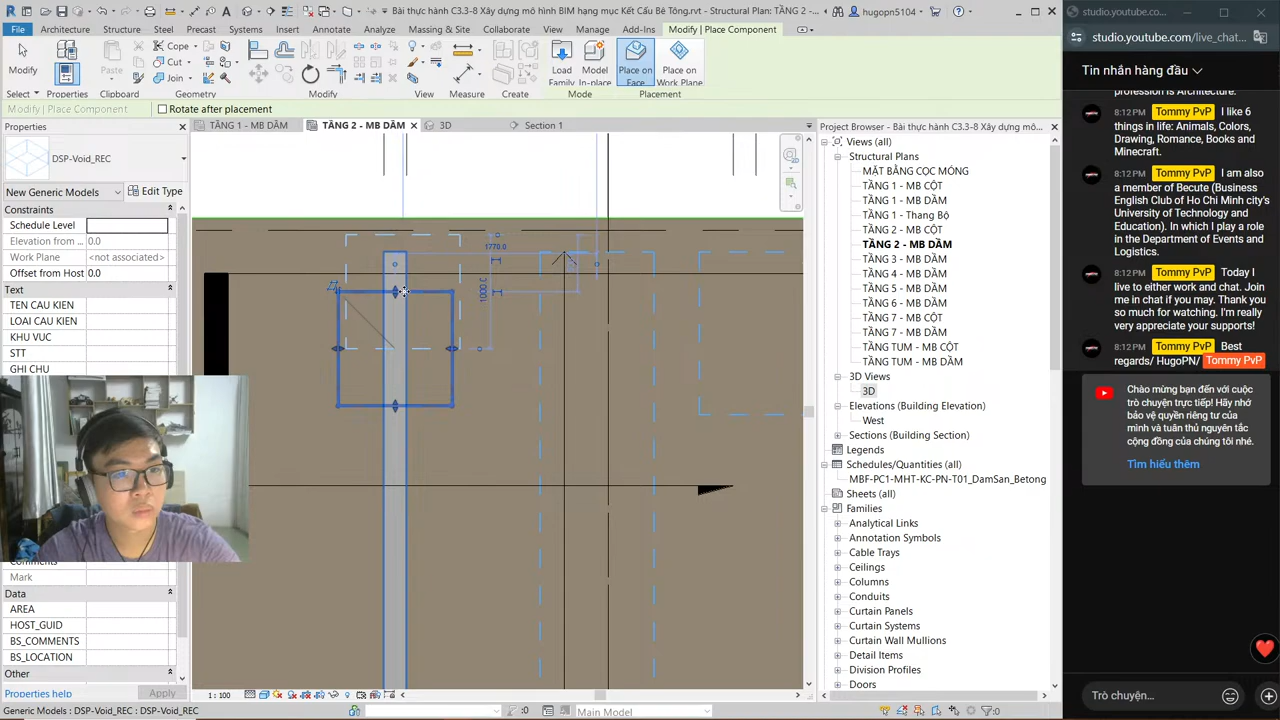 Bài thực hành C3.3-8 Xây dựng mô hình BIM hạng mục Kết Cấu Bê Tông.rvt - Structural Plan: TẦNG 2 -...
hugopn5104
File
Architecture
Structure
Steel
Precast
Systems
Insert
Annotate
Analyze
Massing & Site
Collaborate
View
Manage
Add-Ins
Modify | Place Component
Modify
Paste
Cope
Cut
Join
Load Family
Model In-place
Place on Face
Place on Work Plane
Select
Properties
Clipboard
Geometry
Modify
View
Measure
Create
Mode
Placement
Modify | Place Component
Rotate after placement
Properties
DSP-Void_REC
New Generic Models
Edit Type
Constraints
Schedule Level
Elevation from ... 0.0
Work Plane <not associated>
Offset from Host 0.0
Text
TEN CAU KIEN
LOAI CAU KIEN
KHU VUC
STT
GHI CHU
Mark
Data
AREA
HOST_GUID
BS_COMMENTS
BS_LOCATION
Other
Properties help
Apply
TẦNG 1 - MB DẦM
TẦNG 2 - MB DẦM
3D
Section 1
1770.0
1 : 100
Generic Models : DSP-Void_REC : DSP-Void_REC
:0
Main Model
:0
Project Browser - Bài thực hành C3.3-8 Xây dựng mô...
Views (all)
Structural Plans
MẶT BẰNG CỌC MÓNG
TẦNG 1 - MB CỘT
TẦNG 1 - MB DẦM
TẦNG 1 - Thang Bộ
TẦNG 2 - MB CỘT
TẦNG 2 - MB DẦM
TẦNG 3 - MB DẦM
TẦNG 4 - MB DẦM
TẦNG 5 - MB DẦM
TẦNG 6 - MB DẦM
TẦNG 7 - MB DẦM
TẦNG 7 - MB DẦM
TẦNG TUM - MB CỘT
TẦNG TUM - MB DẦM
3D Views
3D
Elevations (Building Elevation)
West
Sections (Building Section)
Legends
Schedules/Quantities (all)
MBF-PC1-MHT-KC-PN-T01_DamSan_Betong
Sheets (all)
Families
Analytical Links
Annotation Symbols
Cable Trays
Ceilings
Columns
Conduits
Curtain Panels
Curtain Systems
Curtain Wall Mullions
Detail Items
Division Profiles
Doors
studio.youtube.co...
studio.youtube.com/live_chat...
Tin nhắn hàng đầu
profession is Architecture.
8:12 PM Tommy PvP I like 6
things in life: Animals, Colors,
Drawing, Romance, Books and
Minecraft.
8:12 PM Tommy PvP I am also
a member of Becute (Business
English Club of Ho Chi Minh city's
University of Technology and
Education). In which I play a role
in the Department of Events and
Logistics.
8:12 PM Tommy PvP Today I
live to either work and chat. Join
me in chat if you may. Thank you
so much for watching. I'm really
very appreciate your supports!
8:12 PM Tommy PvP Best
regards/ HugoPN/ Tommy PvP
Chào mừng bạn đến với cuộc
trò chuyện trực tiếp! Hãy nhớ
bảo vệ quyền riêng tư của
mình và tuân thủ nguyên tắc
cộng đồng của chúng tôi nhé.
Tìm hiểu thêm
Trò chuyện...